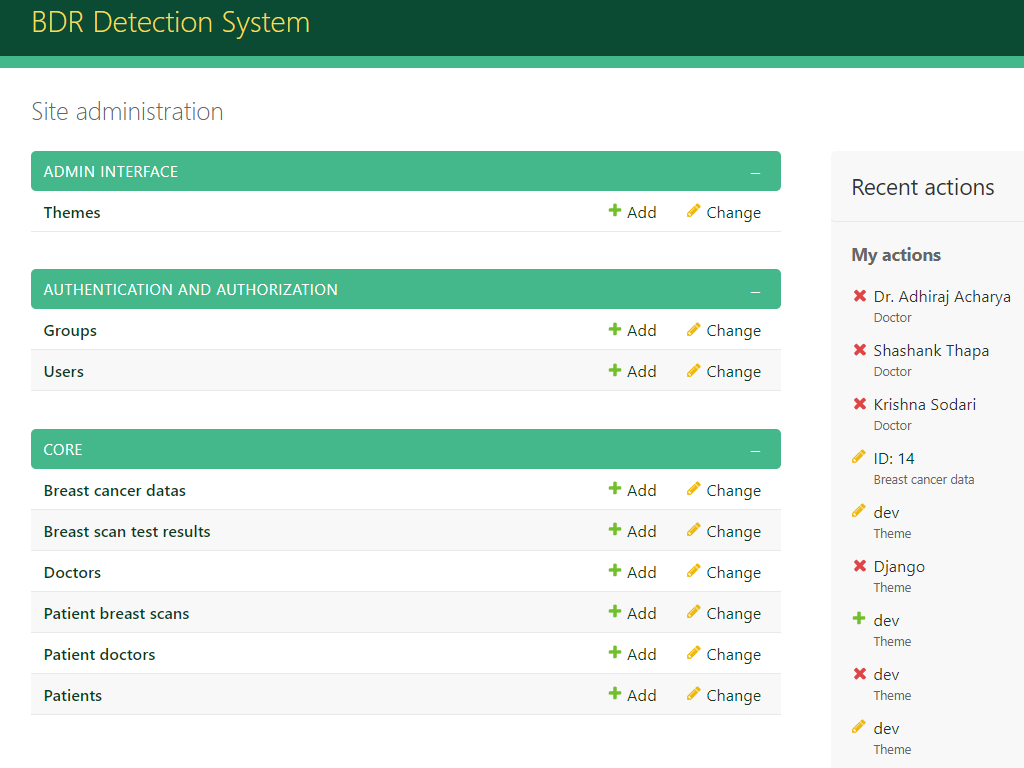 BDR Detection System
Site administration
ADMIN INTERFACE –
Themes Add Change
AUTHENTICATION AND AUTHORIZATION –
Groups Add Change
Users Add Change
CORE –
Breast cancer datas Add Change
Breast scan test results Add Change
Doctors Add Change
Patient breast scans Add Change
Patient doctors Add Change
Patients Add Change
Recent actions
My actions
Dr. Adhiraj Acharya
Doctor
Shashank Thapa
Doctor
Krishna Sodari
Doctor
ID: 14
Breast cancer data
dev
Theme
Django
Theme
dev
Theme
dev
Theme
dev
Theme